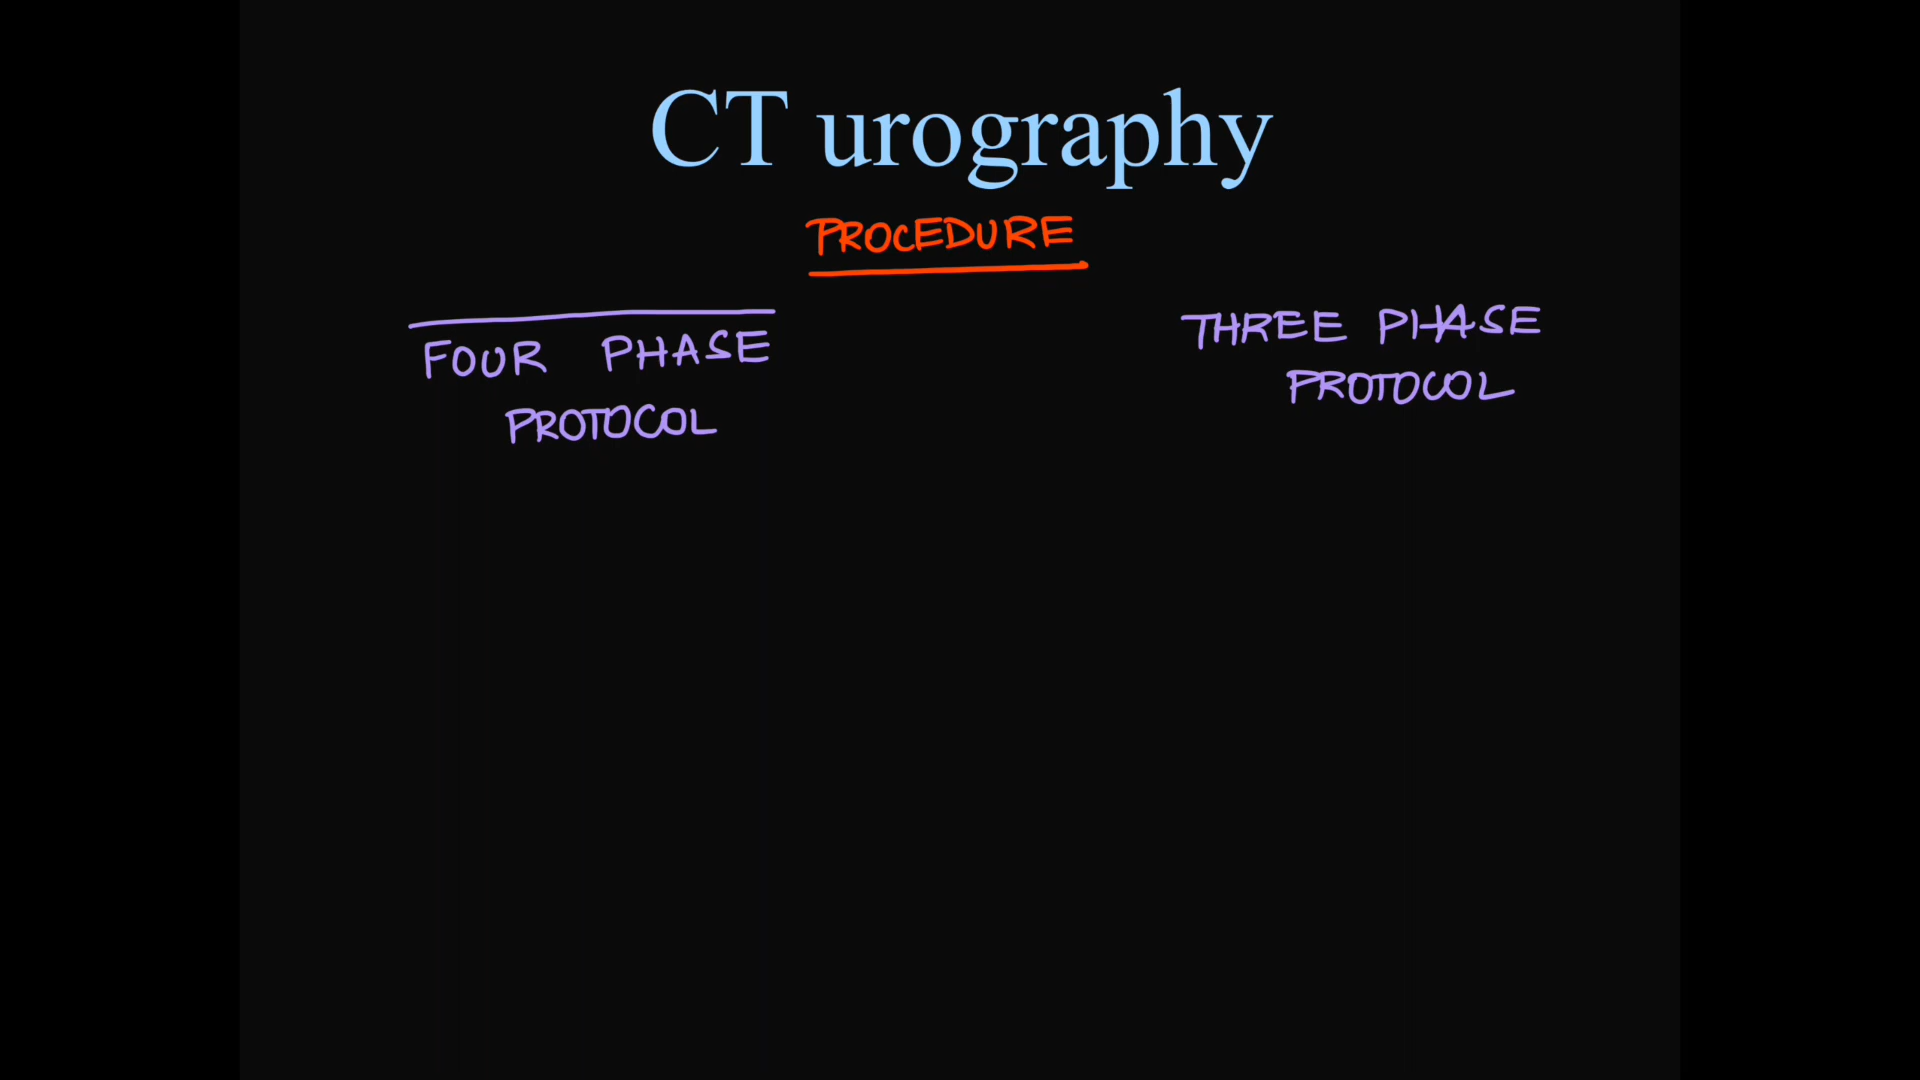 CT urography
PROCEDURE
FOUR PHASE
PROTOCOL
THREE PHASE
PROTOCOL